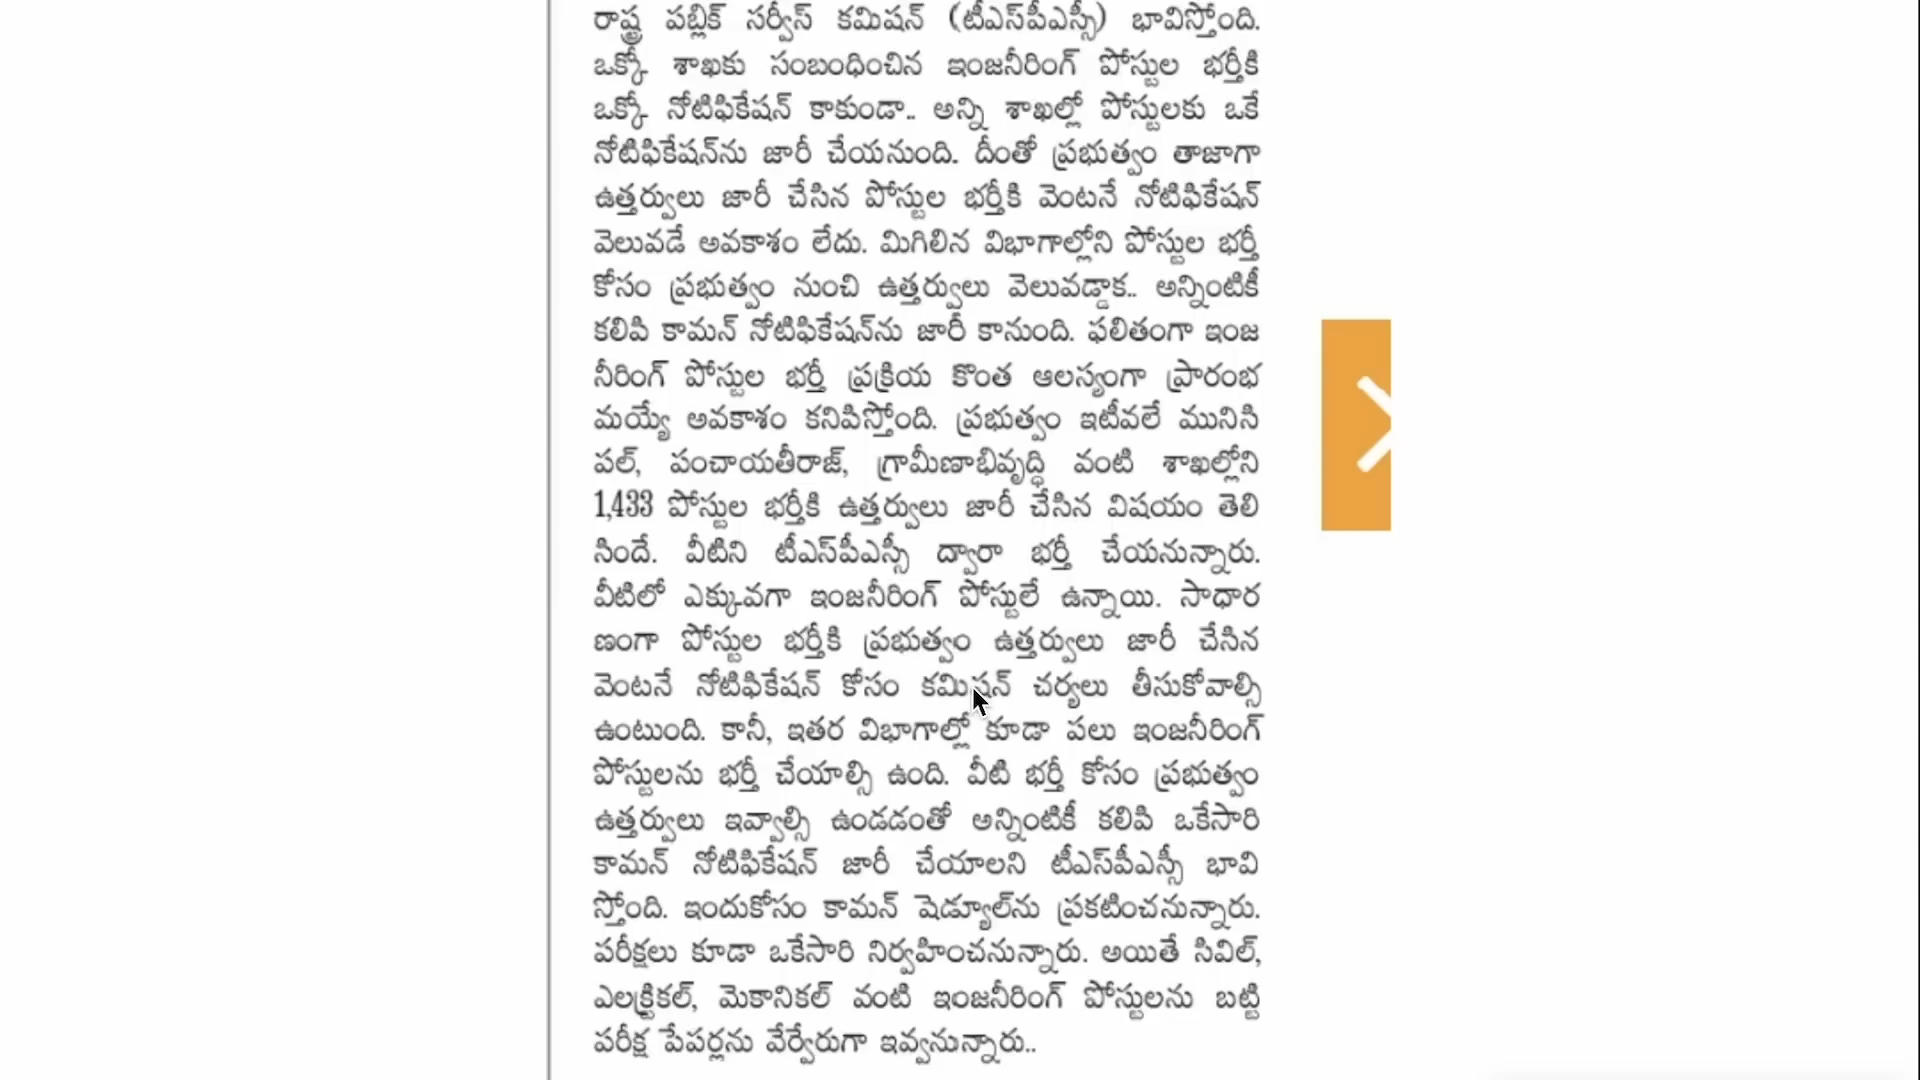 రాష్ట్ర పబ్లిక్ సర్వీస్ కమిషన్ (టీఎస్‌పీఎస్సీ) భావిస్తోంది.
ఒక్కో శాఖకు సంబంధించిన ఇంజనీరింగ్ పోస్టుల భర్తీకి
ఒక్కో నోటిఫికేషన్ కాకుండా.. అన్ని శాఖల్లో పోస్టులకు ఒకే
నోటిఫికేషన్‌ను జారీ చేయనుంది. దీంతో ప్రభుత్వం తాజాగా
ఉత్తర్వులు జారీ చేసిన పోస్టుల భర్తీకి వెంటనే నోటిఫికేషన్
వెలువడే అవకాశం లేదు. మిగిలిన విభాగాల్లోని పోస్టుల భర్తీ
కోసం ప్రభుత్వం నుంచి ఉత్తర్వులు వెలువడ్డాక.. అన్నింటికీ
కలిపి కామన్ నోటిఫికేషన్‌ను జారీ కానుంది. ఫలితంగా ఇంజ
నీరింగ్ పోస్టుల భర్తీ ప్రక్రియ కొంత ఆలస్యంగా ప్రారంభ
మయ్యే అవకాశం కనిపిస్తోంది. ప్రభుత్వం ఇటీవలే మునిసి
పల్, పంచాయతీరాజ్, గ్రామీణాభివృద్ధి వంటి శాఖల్లోని
1,433 పోస్టుల భర్తీకి ఉత్తర్వులు జారీ చేసిన విషయం తెలి
సిందే. వీటిని టీఎస్‌పీఎస్సీ ద్వారా భర్తీ చేయనున్నారు.
వీటిలో ఎక్కువగా ఇంజనీరింగ్ పోస్టులే ఉన్నాయి. సాధార
ణంగా పోస్టుల భర్తీకి ప్రభుత్వం ఉత్తర్వులు జారీ చేసిన
వెంటనే నోటిఫికేషన్ కోసం కమిషన్ చర్యలు తీసుకోవాల్సి
ఉంటుంది. కానీ, ఇతర విభాగాల్లో కూడా పలు ఇంజనీరింగ్
పోస్టులను భర్తీ చేయాల్సి ఉంది. వీటి భర్తీ కోసం ప్రభుత్వం
ఉత్తర్వులు ఇవ్వాల్సి ఉండడంతో అన్నింటికీ కలిపి ఒకేసారి
కామన్ నోటిఫికేషన్ జారీ చేయాలని టీఎస్‌పీఎస్సీ భావి
స్తోంది. ఇందుకోసం కామన్ షెడ్యూల్‌ను ప్రకటించనున్నారు.
పరీక్షలు కూడా ఒకేసారి నిర్వహించనున్నారు. అయితే సివిల్,
ఎలక్ట్రికల్, మెకానికల్ వంటి ఇంజనీరింగ్ పోస్టులను బట్టి
పరీక్ష పేపర్లను వేర్వేరుగా ఇవ్వనున్నారు..